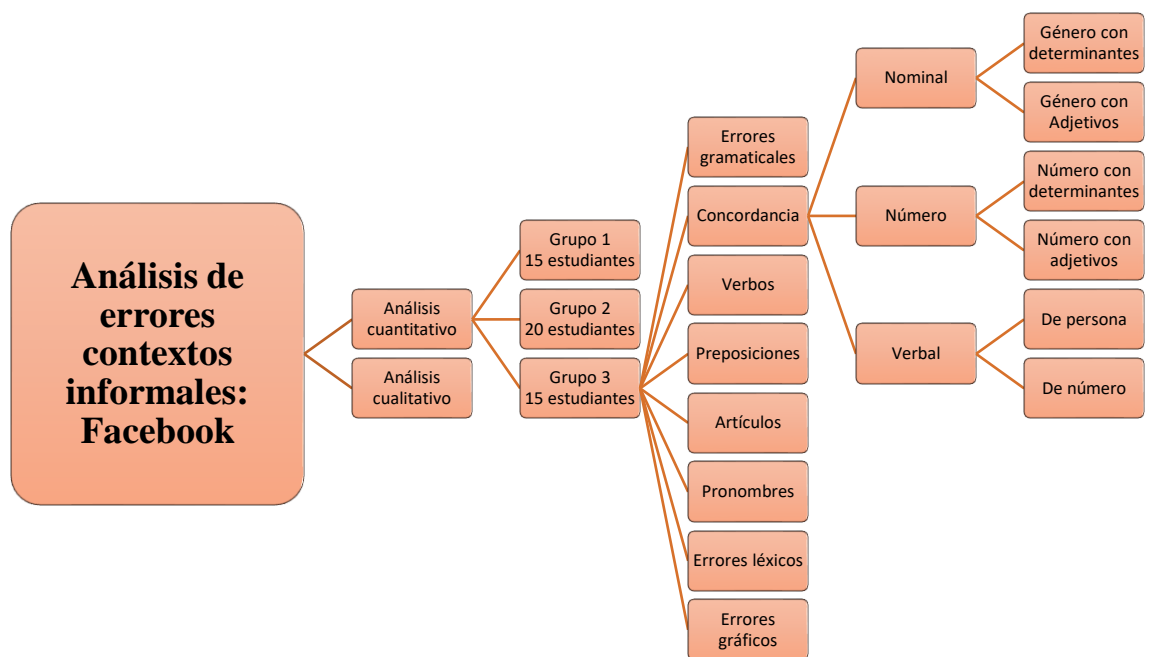 Análisis de
errores
contextos
informales:
Facebook
Análisis
cuantitativo
Análisis
cualitativo
Grupo 1
15 estudiantes
Grupo 2
20 estudiantes
Grupo 3
15 estudiantes
Errores
gramaticales
Concordancia
Verbos
Preposiciones
Artículos
Pronombres
Errores léxicos
Errores
gráficos
Nominal
Número
Verbal
Género con
determinantes
Género con
Adjetivos
Número con
determinantes
Número con
adjetivos
De persona
De número